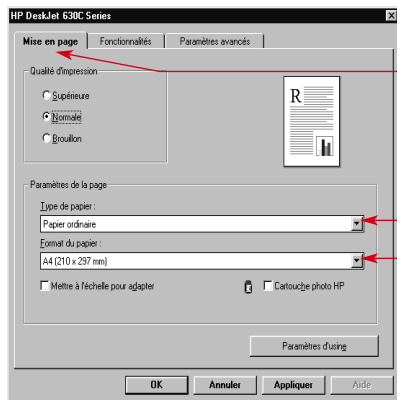 HP DeskJet 630C Series
Mise en page Fonctionnalités Paramètres avancés
Qualité d'impression
Supérieure
Normale
Brouillon
R
Paramètres de la page
Type de papier :
Papier ordinaire
Format du papier :
A4 (210 x 297 mm)
Mettre à l'échelle pour adapter Cartouche photo HP
Paramètres d'usine
OK Annuler Appliquer Aide